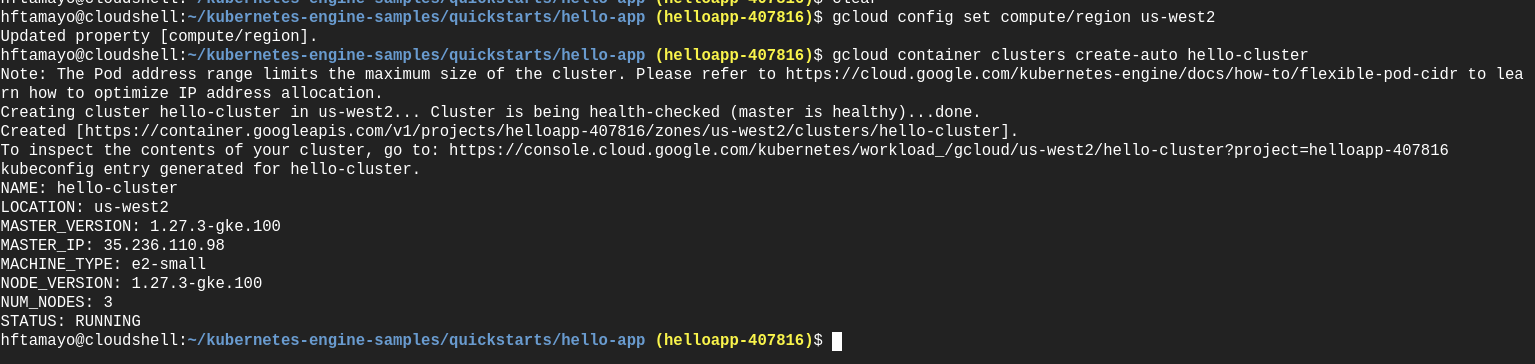 hftamayo@cloudshell:~/kubernetes-engine-samples/quickstarts/hello-app (helloapp-407816)$ clear
hftamayo@cloudshell:~/kubernetes-engine-samples/quickstarts/hello-app (helloapp-407816)$ gcloud config set compute/region us-west2
Updated property [compute/region].
hftamayo@cloudshell:~/kubernetes-engine-samples/quickstarts/hello-app (helloapp-407816)$ gcloud container clusters create-auto hello-cluster
Note: The Pod address range limits the maximum size of the cluster. Please refer to https://cloud.google.com/kubernetes-engine/docs/how-to/flexible-pod-cidr to lea
rn how to optimize IP address allocation.
Creating cluster hello-cluster in us-west2... Cluster is being health-checked (master is healthy)...done.
Created [https://container.googleapis.com/v1/projects/helloapp-407816/zones/us-west2/clusters/hello-cluster].
To inspect the contents of your cluster, go to: https://console.cloud.google.com/kubernetes/workload_/gcloud/us-west2/hello-cluster?project=helloapp-407816
kubeconfig entry generated for hello-cluster.
NAME: hello-cluster
LOCATION: us-west2
MASTER_VERSION: 1.27.3-gke.100
MASTER_IP: 35.236.110.98
MACHINE_TYPE: e2-small
NODE_VERSION: 1.27.3-gke.100
NUM_NODES: 3
STATUS: RUNNING
hftamayo@cloudshell:~/kubernetes-engine-samples/quickstarts/hello-app (helloapp-407816)$